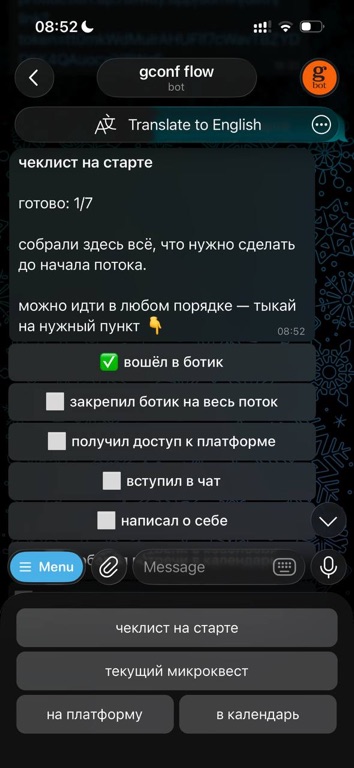 08:52
gconf flow
bot
g
bot
Translate to English
чеклист на старте
готово: 1/7
собрали здесь всё, что нужно сделать
до начала потока.
можно идти в любом порядке — тыкай
на нужный пункт 👇
08:52
✅ вошёл в ботик
⬜ закрепил ботик на весь поток
⬜ получил доступ к платформе
⬜ вступил в чат
⬜ написал о себе
Menu
Message
чеклист на старте
текущий микроквест
на платформу
в календарь